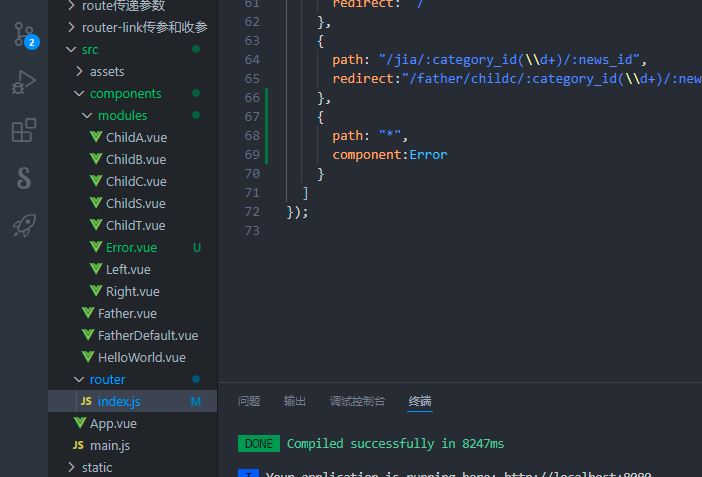 route传递参数
router-link传参和收参
src
assets
components
modules
ChildA.vue
ChildB.vue
ChildC.vue
ChildS.vue
ChildT.vue
Error.vue U
Left.vue
Right.vue
Father.vue
FatherDefault.vue
HelloWorld.vue
router
JS index.js M
App.vue
JS main.js
static
2
61 redirect: "/"
62 },
63 {
64 path: "/jia/:category_id(\\d+)/:news_id",
65 redirect:"/father/childc/:category_id(\\d+)/:new
66 },
67 {
68 path: "*",
69 component:Error
70 }
71 ]
72 });
73
问题 输出 调试控制台 终端
DONE Compiled successfully in 8247ms
I Your application is running here: http://localhost:8080